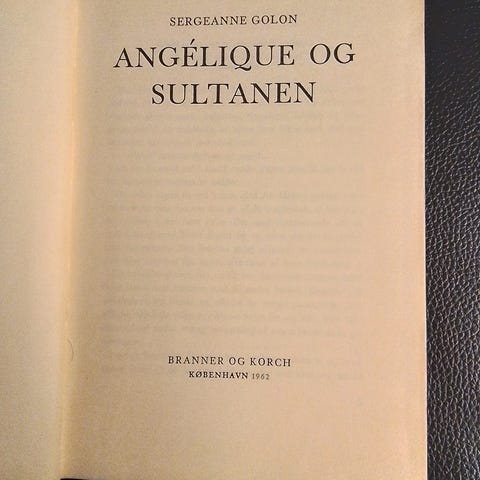 SERGEANNE GOLON
ANGÉLIQUE OG
SULTANEN
BRANNER OG KORCH
KØBENHAVN 1962